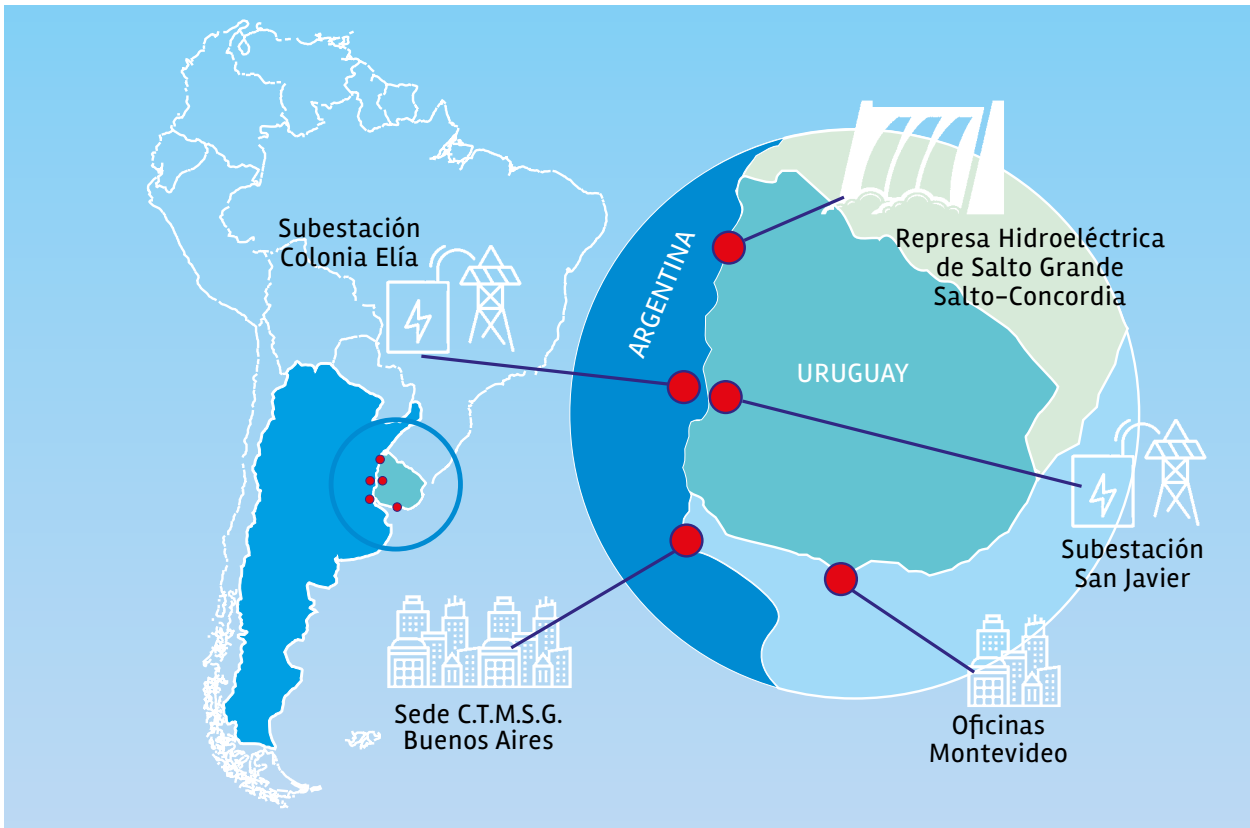 Subestación
Colonia Elía
ARGENTINA
Represa Hidroeléctrica
de Salto Grande
Salto-Concordia
URUGUAY
Subestación
San Javier
Sede C.T.M.S.G.
Buenos Aires
Oficinas
Montevideo